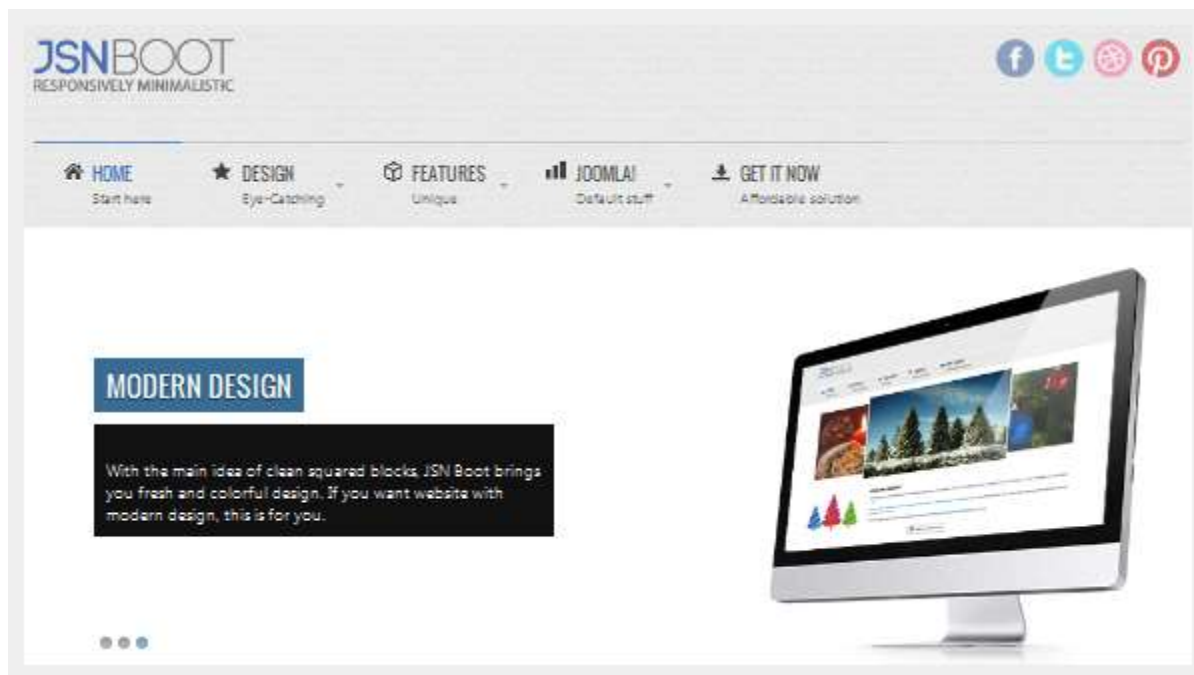 JSNBOOT
RESPONSIVELY MINIMALISTIC
HOME
Start here
DESIGN
Eye-Catching
FEATURES
Unique
JOOMLA!
Default stuff
GET IT NOW
Affordable solution
MODERN DESIGN
With the main idea of clean squared blocks, JSN Boot brings
you fresh and colorful design. If you want website with
modern design, this is for you.